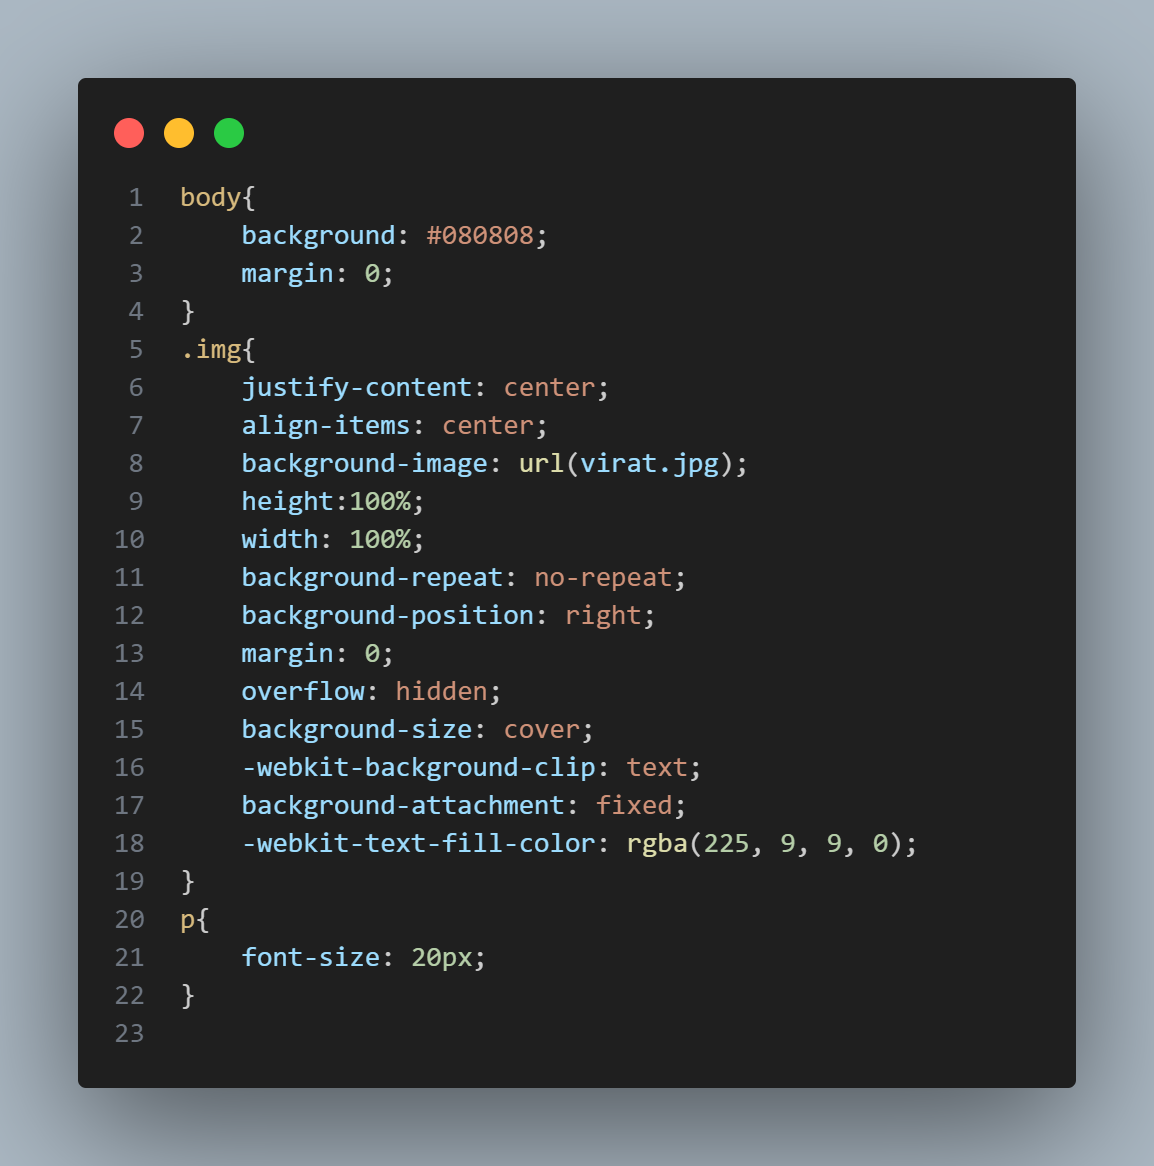 1 body{
2     background: #080808;
3     margin: 0;
4 }
5 .img{
6     justify-content: center;
7     align-items: center;
8     background-image: url(virat.jpg);
9     height:100%;
10     width: 100%;
11     background-repeat: no-repeat;
12     background-position: right;
13     margin: 0;
14     overflow: hidden;
15     background-size: cover;
16     -webkit-background-clip: text;
17     background-attachment: fixed;
18     -webkit-text-fill-color: rgba(225, 9, 9, 0);
19 }
20 p{
21     font-size: 20px;
22 }
23